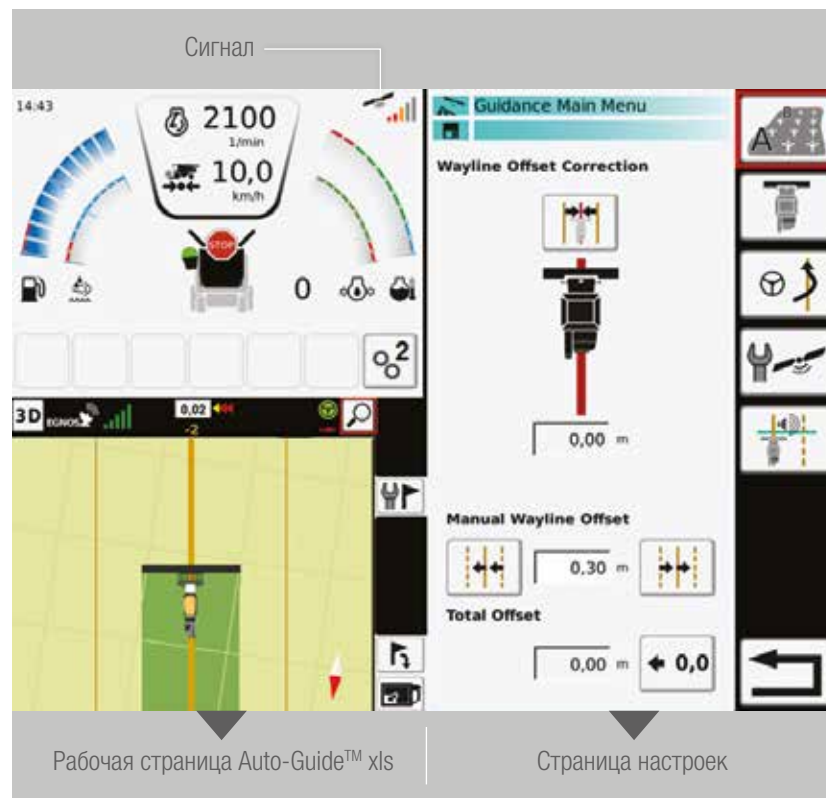 Сигнал
14:43
2100
1/min
10,0
km/h
STOP
0
2
3D EGNOS 0,02
-2
Guidance Main Menu
Wayline Offset Correction
0,00 m
Manual Wayline Offset
0,30 m
Total Offset
0,00 m 0,0
A B
Рабочая страница Auto-Guide™ xls
Страница настроек